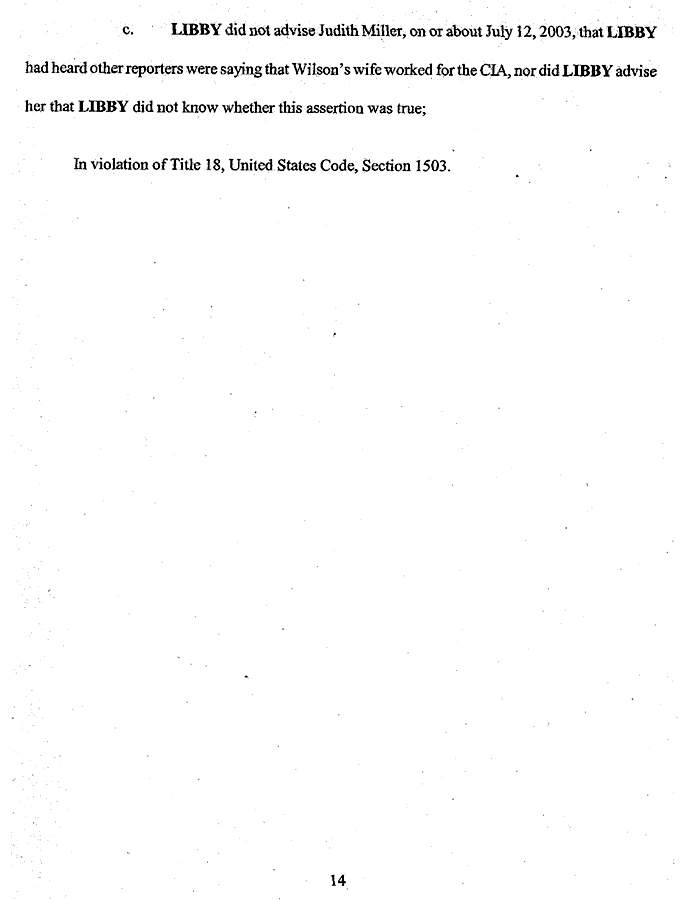 c. LIBBY did not advise Judith Miller, on or about July 12, 2003, that LIBBY
had heard other reporters were saying that Wilson's wife worked for the CIA, nor did LIBBY advise
her that LIBBY did not know whether this assertion was true;
In violation of Title 18, United States Code, Section 1503.
14